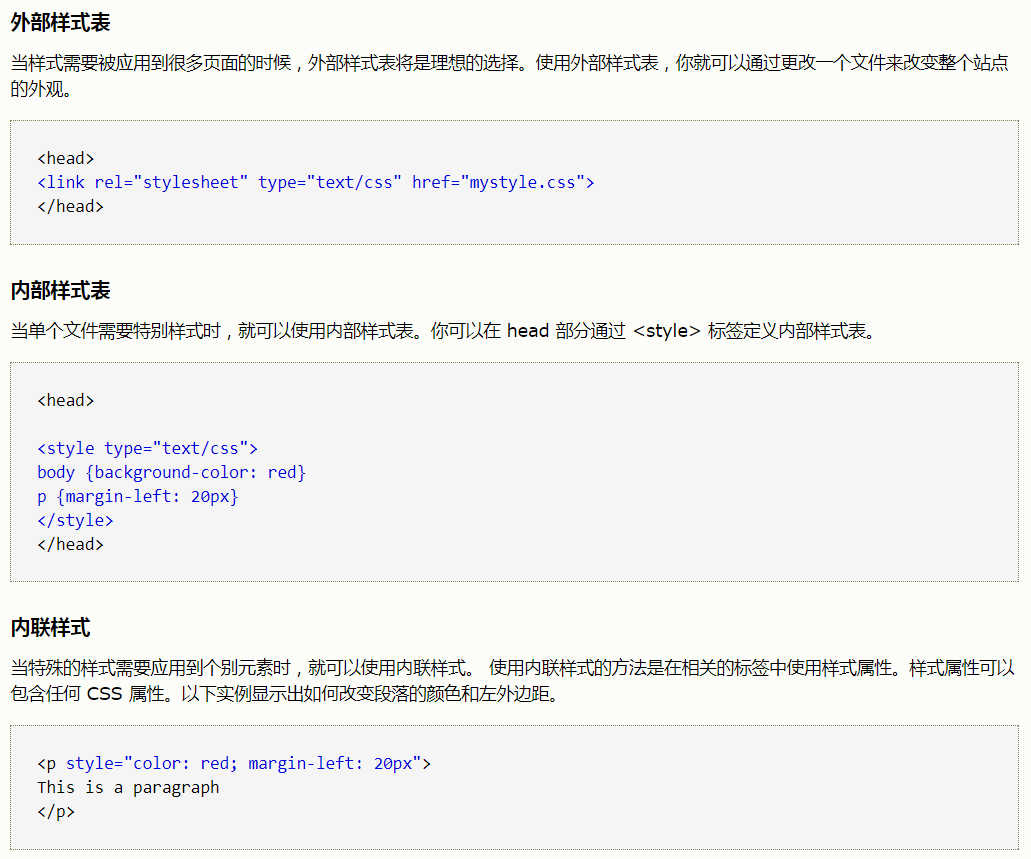 外部样式表
当样式需要被应用到很多页面的时候，外部样式表将是理想的选择。使用外部样式表，你就可以通过更改一个文件来改变整个站点
的外观。
<head>
<link rel="stylesheet" type="text/css" href="mystyle.css">
</head>
内部样式表
当单个文件需要特别样式时，就可以使用内部样式表。你可以在 head 部分通过 <style> 标签定义内部样式表。
<head>
<style type="text/css">
body {background-color: red}
p {margin-left: 20px}
</style>
</head>
内联样式
当特殊的样式需要应用到个别元素时，就可以使用内联样式。 使用内联样式的方法是在相关的标签中使用样式属性。样式属性可以
包含任何 CSS 属性。以下实例显示出如何改变段落的颜色和左外边距。
<p style="color: red; margin-left: 20px">
This is a paragraph
</p>